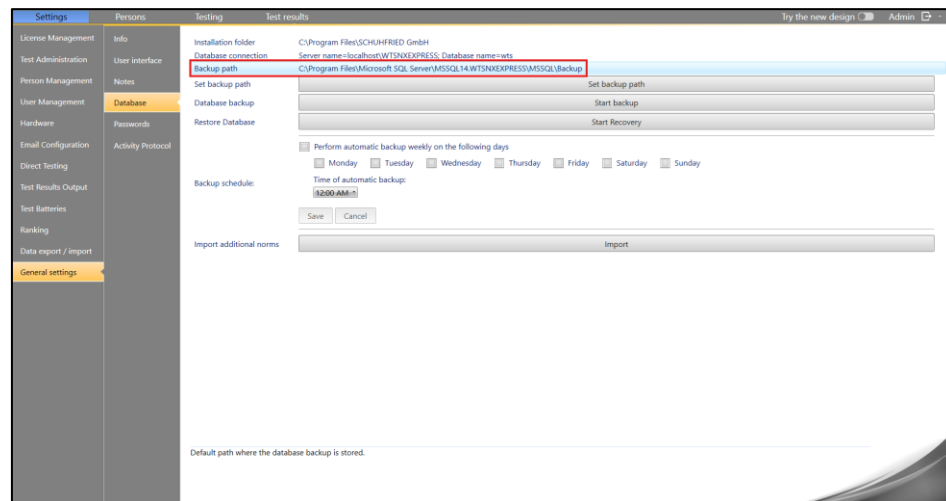 Settings Persons Testing Test results Try the new design Admin
License Management
Test Administration
Person Management
User Management
Hardware
Email Configuration
Direct Testing
Test Results Output
Test Batteries
Ranking
Data export / import
General settings
Info
User interface
Notes
Database
Passwords
Activity Protocol
Installation folder C:\Program Files\SCHUHFRIED GmbH
Database connection Server name=localhost\WTSNXEXPRESS; Database name=wts
Backup path C:\Program Files\Microsoft SQL Server\MSSQL14.WTSNXEXPRESS\MSSQL\Backup
Set backup path Set backup path
Database backup Start backup
Restore Database Start Recovery
Perform automatic backup weekly on the following days
Monday Tuesday Wednesday Thursday Friday Saturday Sunday
Backup schedule: Time of automatic backup:
12:00 AM
Save Cancel
Import additional norms Import
Default path where the database backup is stored.